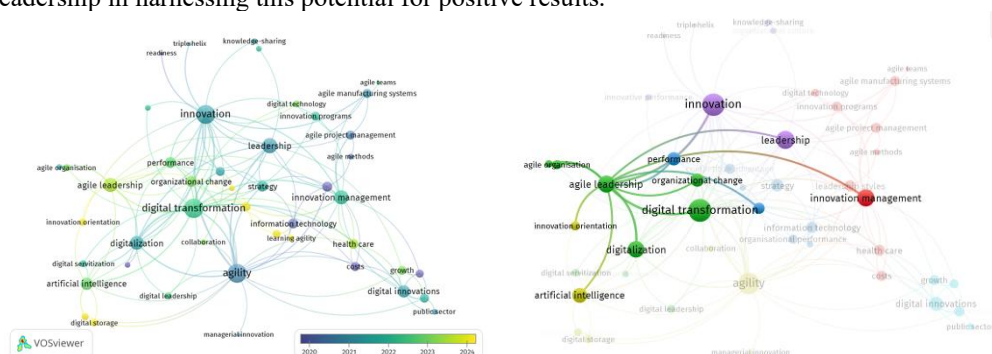 leadership in harnessing this potential for positive results.
triple helix
knowledge-sharing
readiness
agile teams
agile manufacturing systems
digital technology
innovation
innovation programs
agile project management
leadership
agile methods
performance
agile organisation
organizational change
agile leadership
strategy
innovation management
digital transformation
innovation orientation
information technology
learning agility
digitalization
collaboration
health care
digital servitization
costs
growth
agility
artificial intelligence
digital leadership
digital innovations
public sector
digital storage
managerial innovation
VOSviewer
2020 2021 2022 2023 2024
triple helix
knowledge-sharing
readiness
agile teams
agile manufacturing systems
digital technology
innovative performance
innovation
innovation programs
agile project management
leadership
agile methods
performance
agile organisation
organizational change
agile leadership
strategy
leadership styles
innovation management
digital transformation
innovation orientation
information technology
organisational performance
digitalization
collaboration
health care
digital servitization
costs
growth
agility
artificial intelligence
digital innovations
digital leadership
public sector
digital storage
managerial innovation